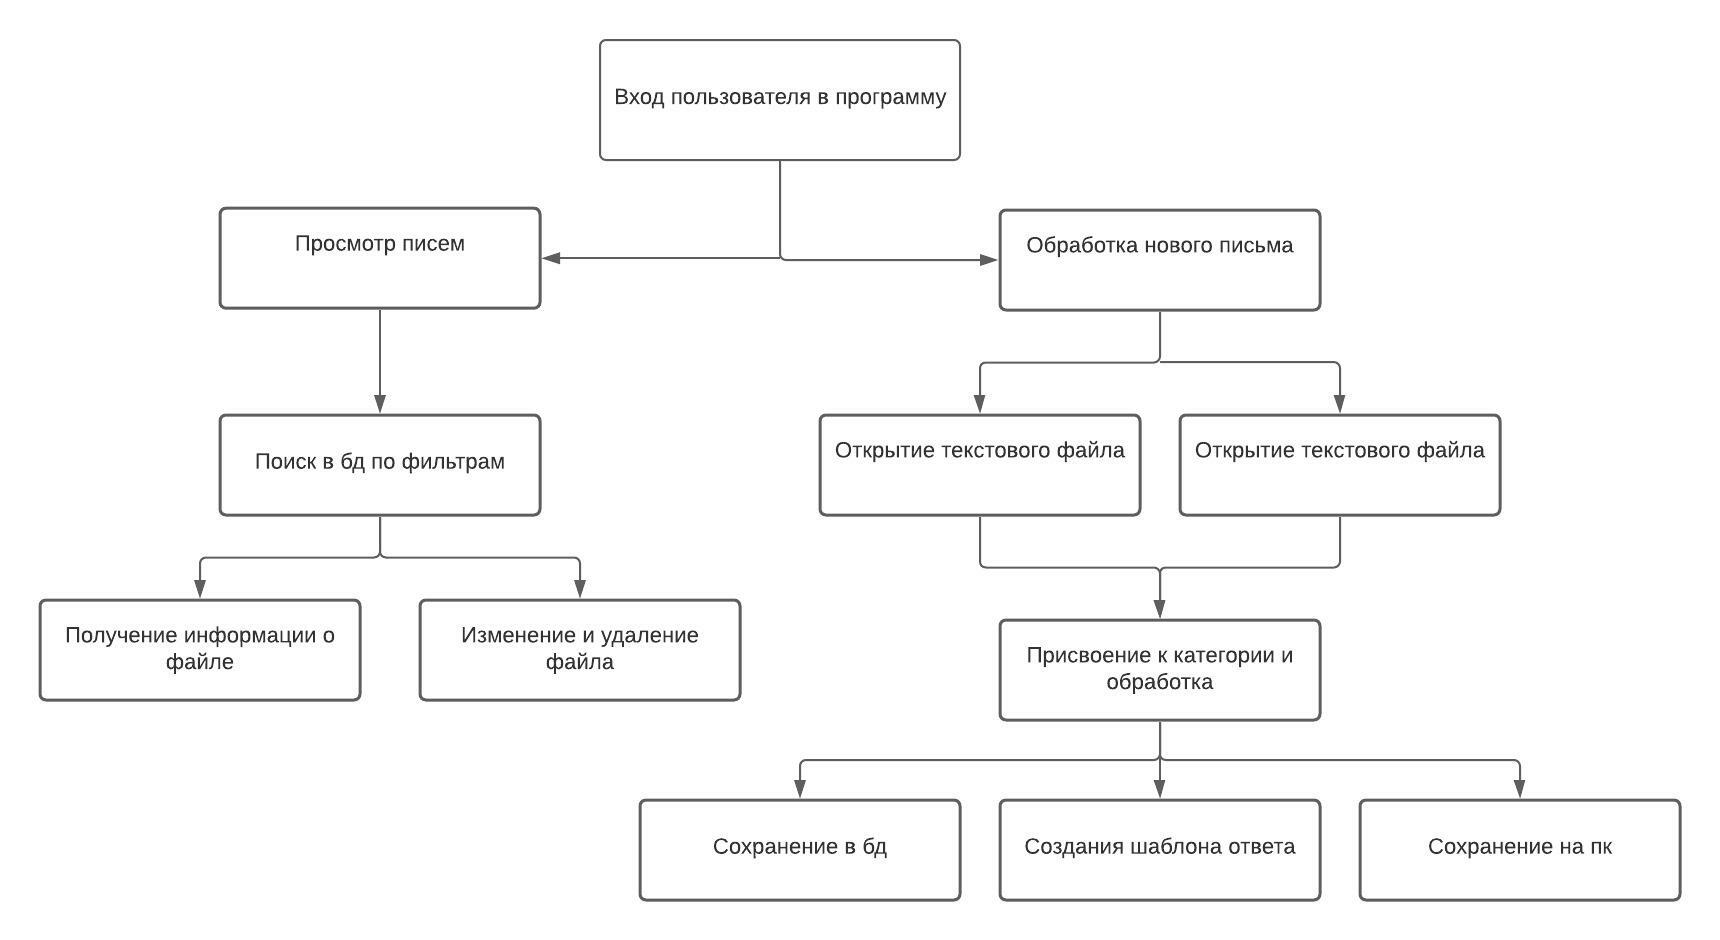 Вход пользователя в программу
Просмотр писем
Обработка нового письма
Поиск в бд по фильтрам
Открытие текстового файла
Открытие текстового файла
Получение информации о
файле
Изменение и удаление
файла
Присвоение к категории и
обработка
Сохранение в бд
Создания шаблона ответа
Сохранение на пк